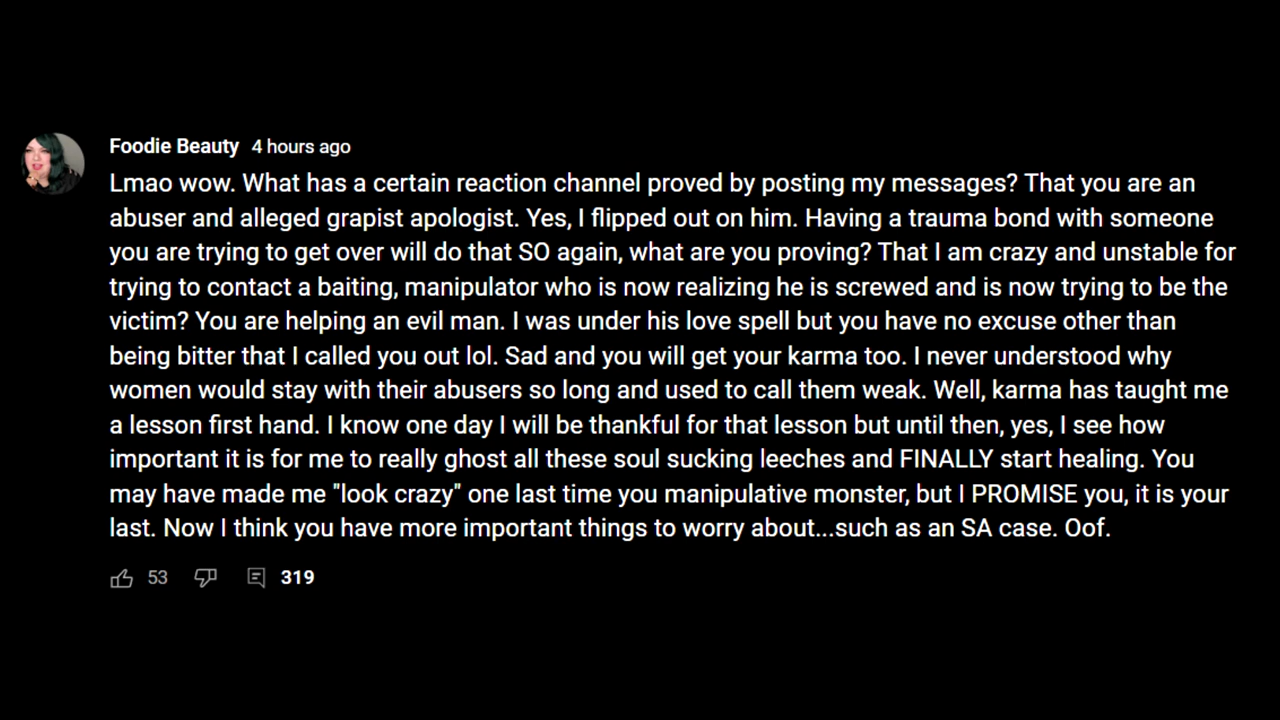 Foodie Beauty 4 hours ago
Lmao wow. What has a certain reaction channel proved by posting my messages? That you are an
abuser and alleged grapist apologist. Yes, I flipped out on him. Having a trauma bond with someone
you are trying to get over will do that SO again, what are you proving? That I am crazy and unstable for
trying to contact a baiting, manipulator who is now realizing he is screwed and is now trying to be the
victim? You are helping an evil man. I was under his love spell but you have no excuse other than
being bitter that I called you out lol. Sad and you will get your karma too. I never understood why
women would stay with their abusers so long and used to call them weak. Well, karma has taught me
a lesson first hand. I know one day I will be thankful for that lesson but until then, yes, I see how
important it is for me to really ghost all these soul sucking leeches and FINALLY start healing. You
may have made me "look crazy" one last time you manipulative monster, but I PROMISE you, it is your
last. Now I think you have more important things to worry about...such as an SA case. Oof.
53 319